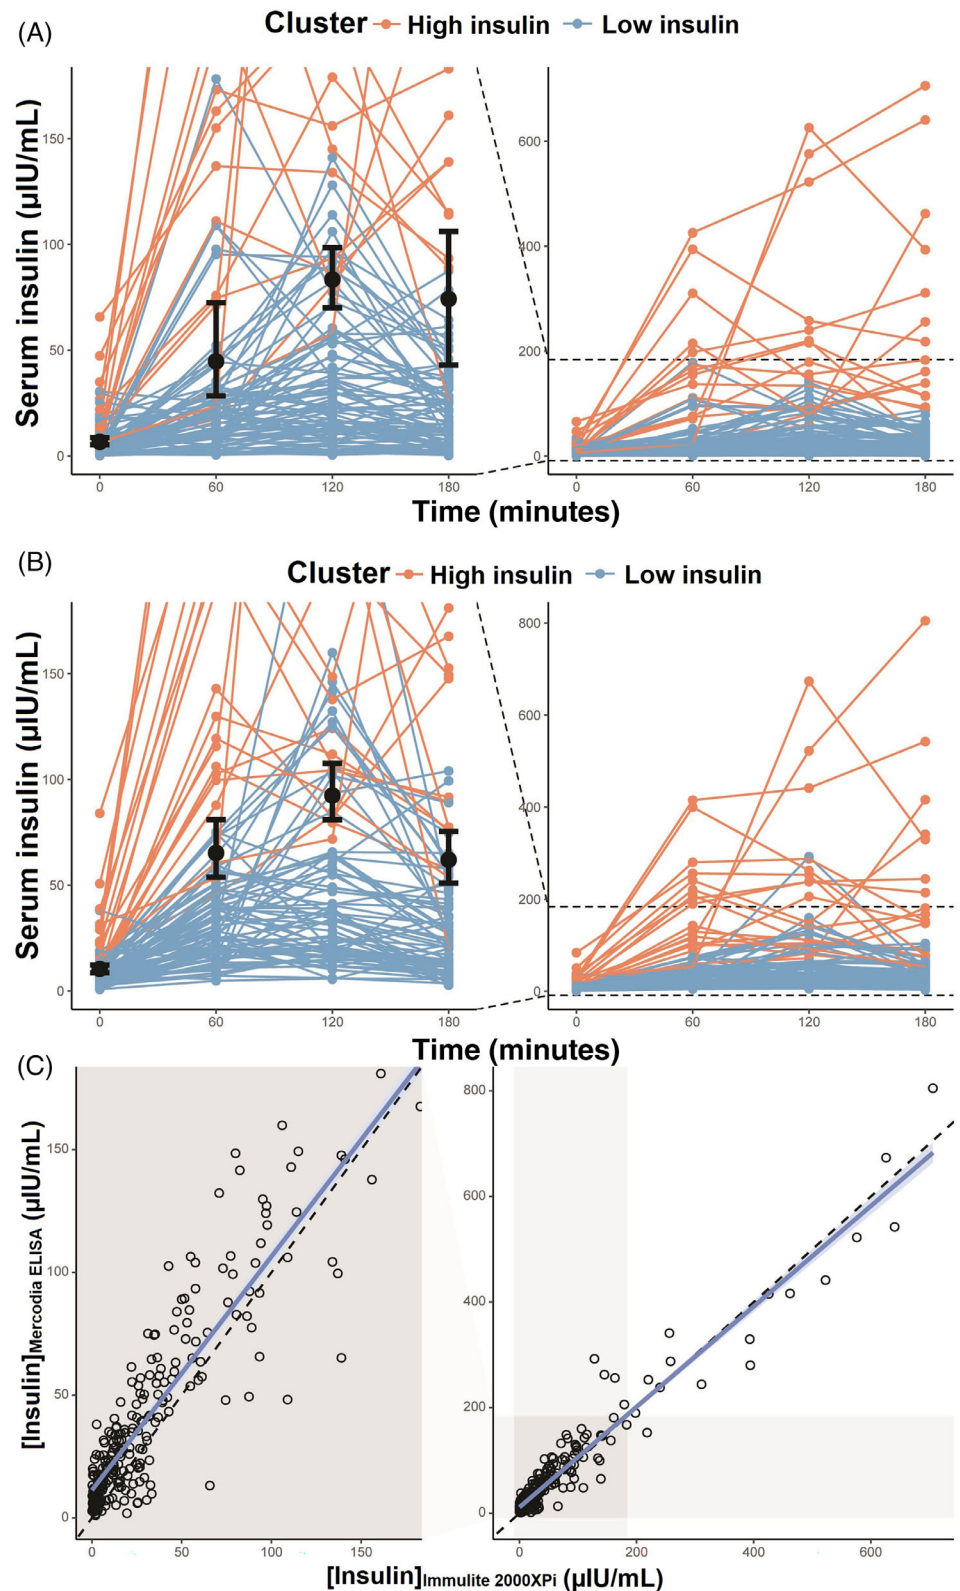 (A)
Cluster High insulin Low insulin
Serum insulin (µIU/mL)
150
100
50
0
0 60 120 180
600
400
200
0
0 60 120 180
Time (minutes)
(B)
Cluster High insulin Low insulin
Serum insulin (µIU/mL)
150
100
50
0
0 60 120 180
800
600
400
200
0
0 60 120 180
Time (minutes)
(C)
[Insulin]Mercodia ELISA (µIU/mL)
150
100
50
0
0 50 100 150
800
600
400
200
0
0 200 400 600
[Insulin]Immulite 2000XPi (µIU/mL)